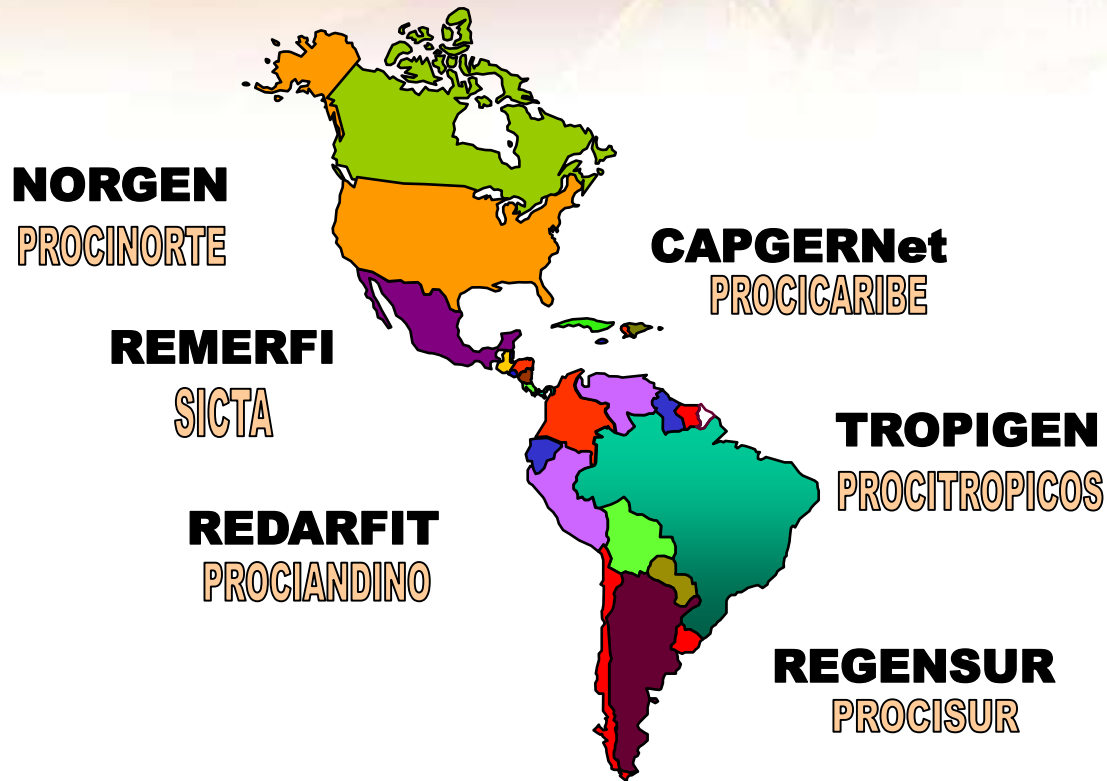 NORGEN
PROCINORTE
CAPGERNet
PROCICARIBE
REMERFI
SICTA
TROPIGEN
PROCITROPICOS
REDARFIT
PROCIANDINO
REGENSUR
PROCISUR